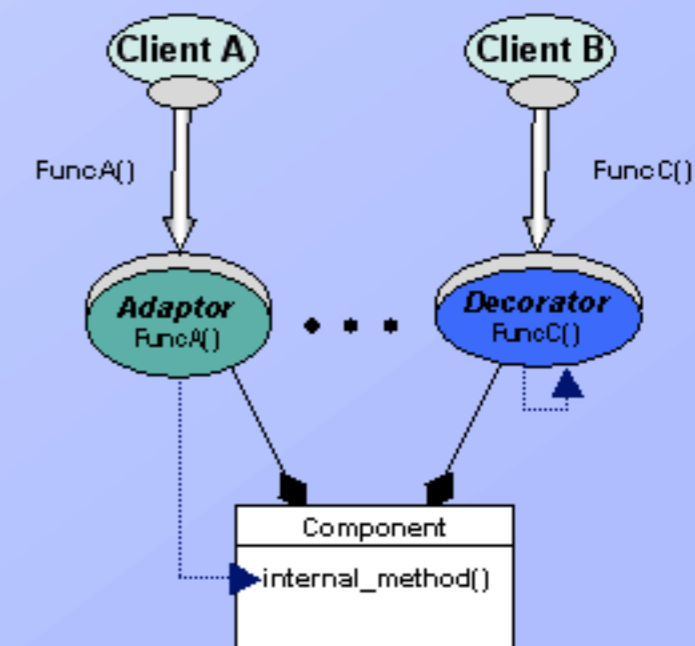 Client A
Client B
FuncA()
FuncC()
Adaptor
FuncA()
Decorator
FuncC()
Component
internal_method()